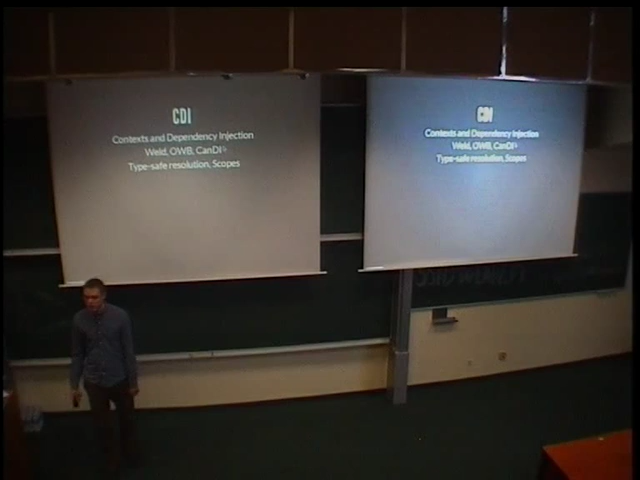 CDI
Contexts and Dependency Injection
Weld, OWB, CanDI
Type-safe resolution, Scopes
CDI
Contexts and Dependency Injection
Weld, OWB, CanDI
Type-safe resolution, Scopes